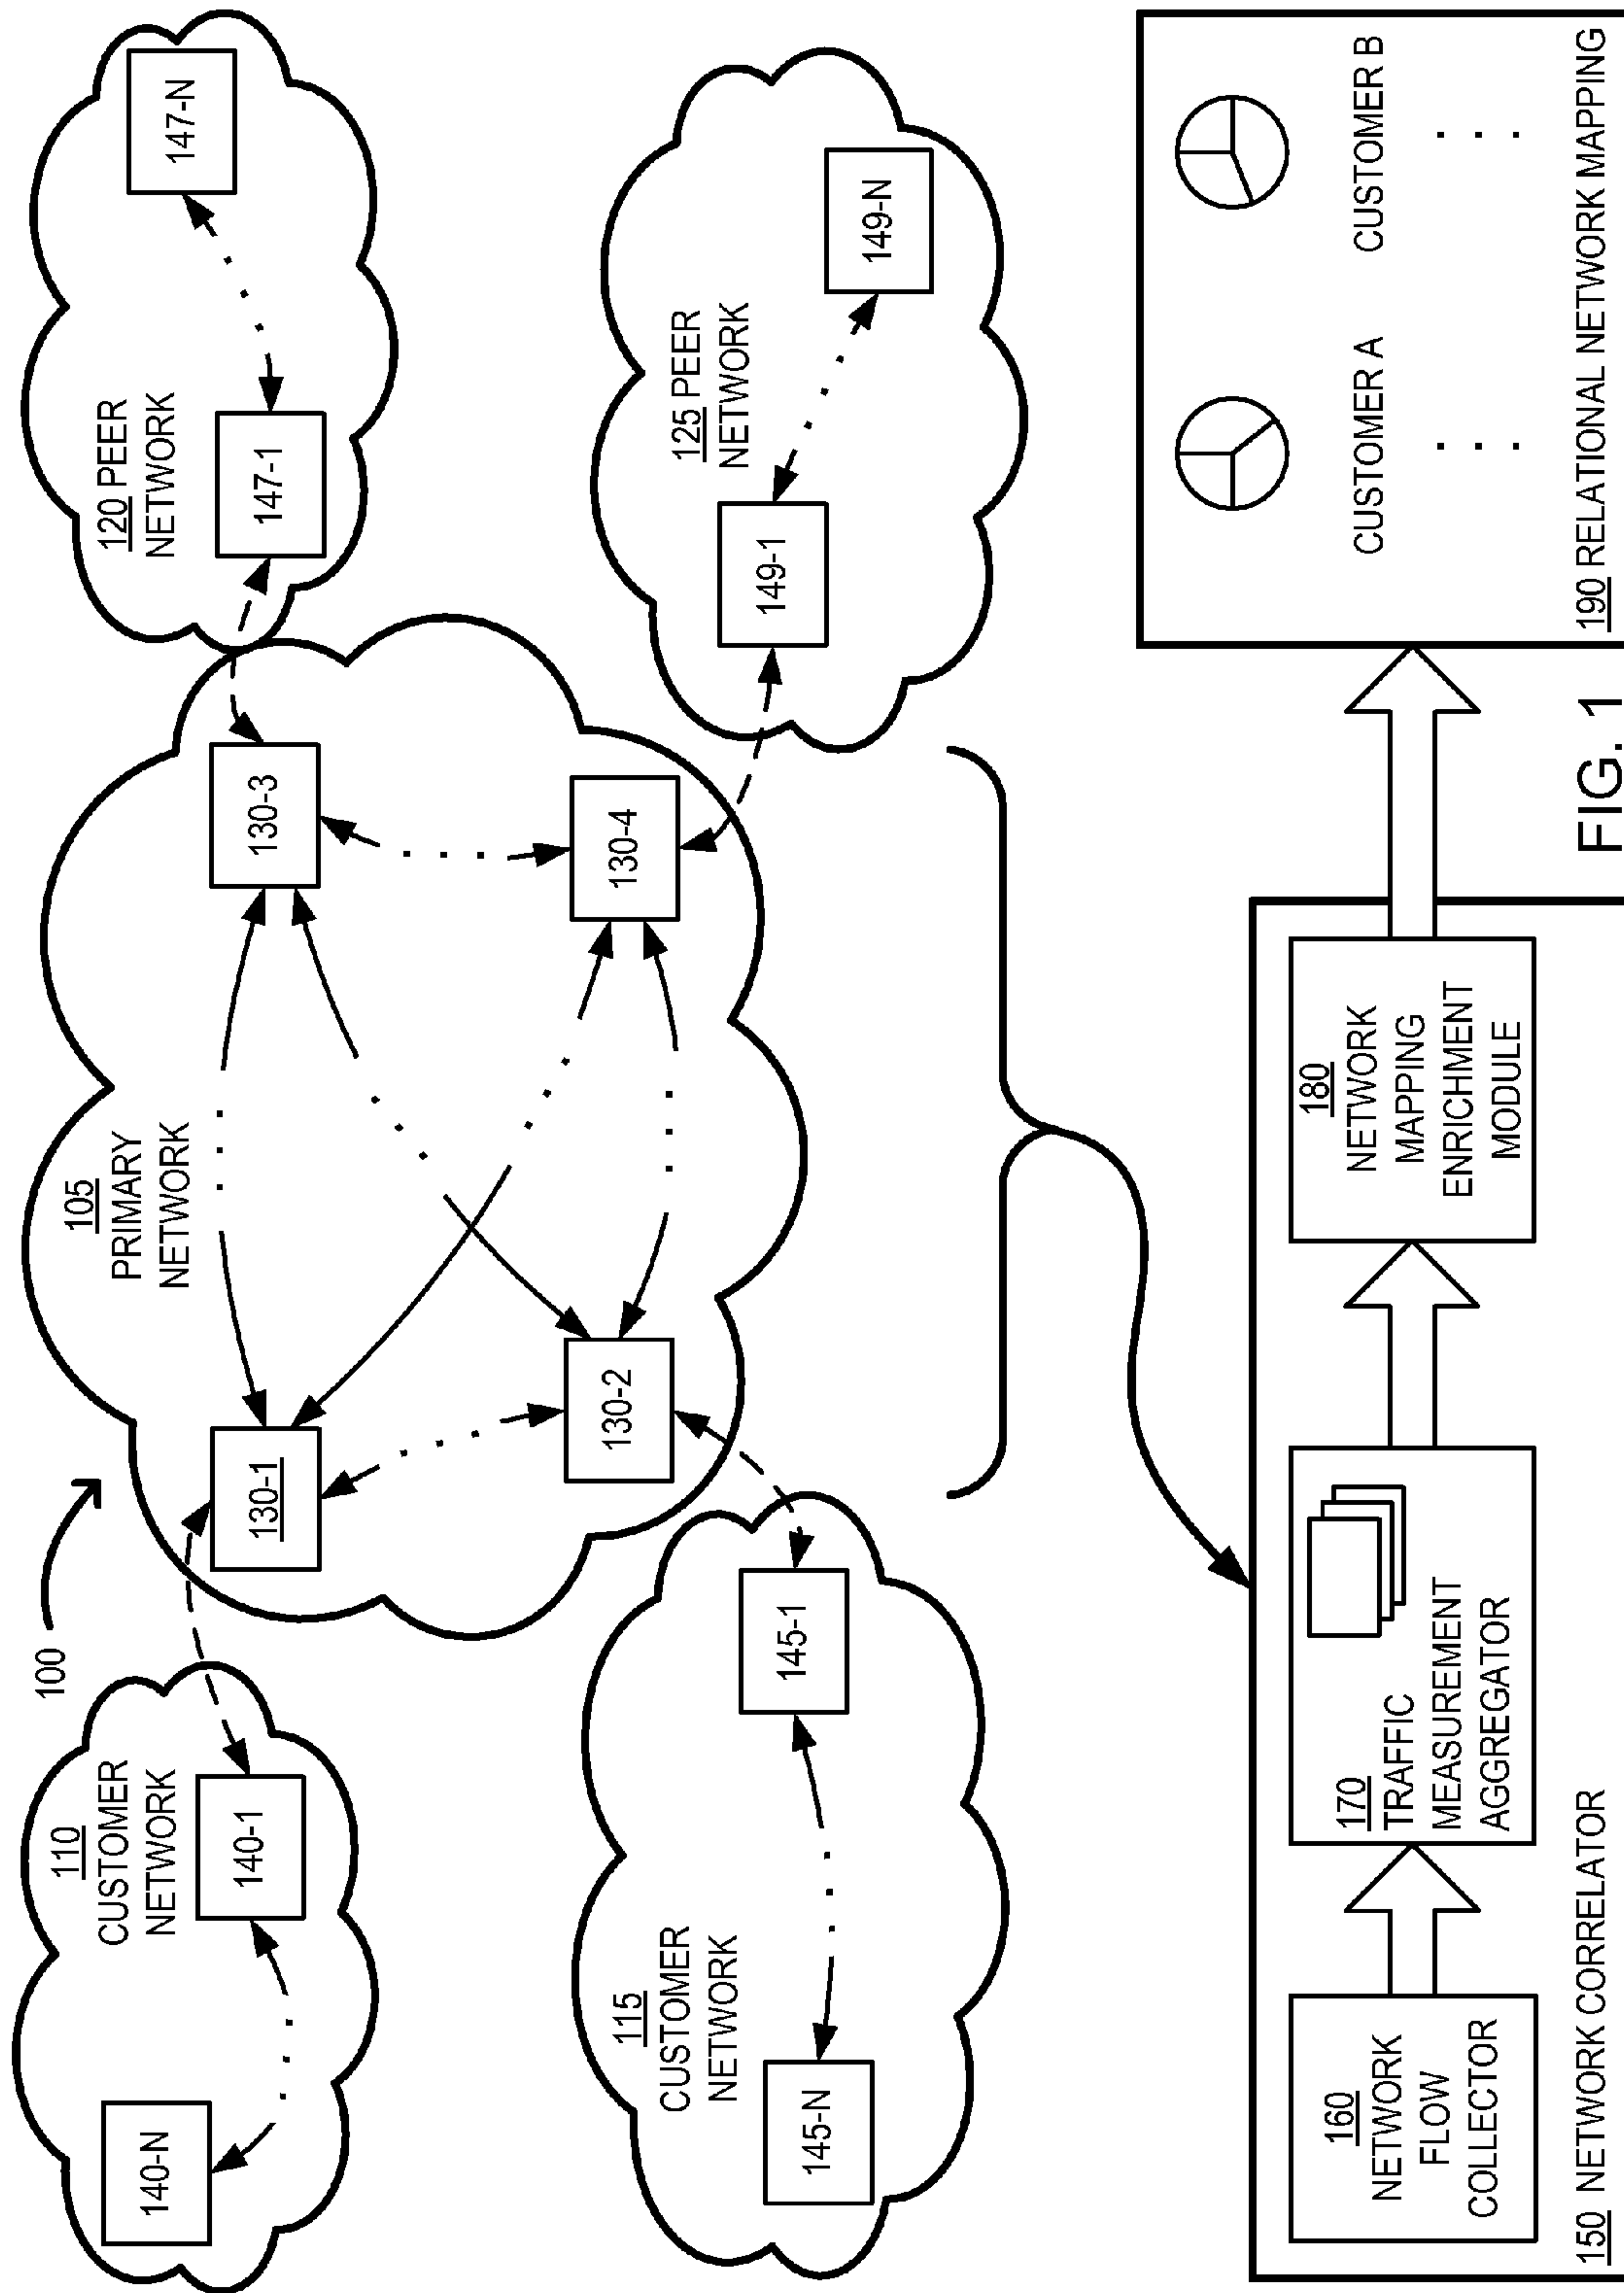 100
110
CUSTOMER
NETWORK
140-N
140-1
105
PRIMARY
NETWORK
130-1
130-3
120 PEER
NETWORK
147-1
147-N
115
CUSTOMER
NETWORK
145-N
145-1
130-2
130-4
125 PEER
NETWORK
149-1
149-N
160
NETWORK
FLOW
COLLECTOR
170
TRAFFIC
MEASUREMENT
AGGREGATOR
180
NETWORK
MAPPING
ENRICHMENT
MODULE
150 NETWORK CORRELATOR
CUSTOMER A
CUSTOMER B
. . .
. . .
190 RELATIONAL NETWORK MAPPING
FIG. 1